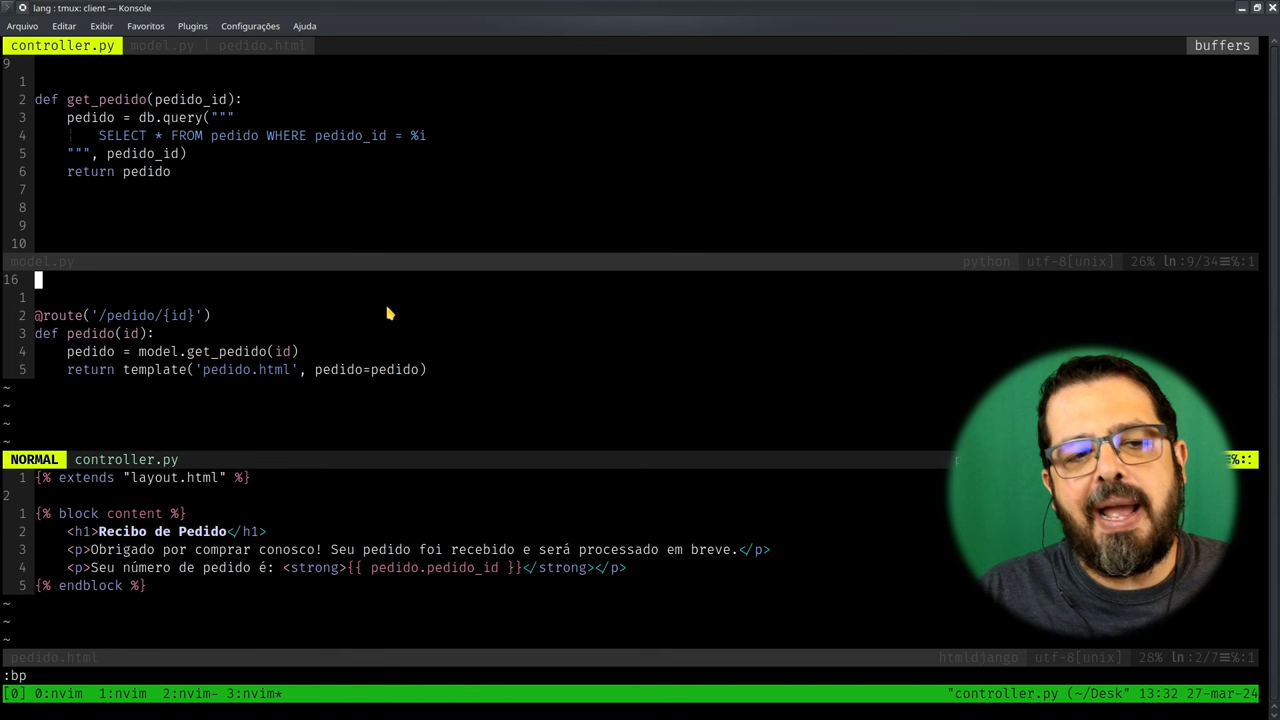 lang : tmux: client — Konsole
Arquivo Editar Exibir Favoritos Plugins Configurações Ajuda
controller.py model.py | pedido.html buffers
9
1
2 def get_pedido(pedido_id):
3 pedido = db.query("""
4 SELECT * FROM pedido WHERE pedido_id = %i
5 """, pedido_id)
6 return pedido
7
8
9
10
model.py python utf-8[unix] 26% ln:9/34☰%:1
16
1
2 @route('/pedido/{id}')
3 def pedido(id):
4 pedido = model.get_pedido(id)
5 return template('pedido.html', pedido=pedido)
~
~
~
~
NORMAL controller.py %:1
1 {% extends "layout.html" %}
2
1 {% block content %}
2 <h1>Recibo de Pedido</h1>
3 <p>Obrigado por comprar conosco! Seu pedido foi recebido e será processado em breve.</p>
4 <p>Seu número de pedido é: <strong>{{ pedido.pedido_id }}</strong></p>
5 {% endblock %}
~
~
~
pedido.html htmldjango utf-8[unix] 28% ln:2/7☰%:1
:bp
[0] 0:nvim 1:nvim 2:nvim- 3:nvim* "controller.py (~/Desk" 13:32 27-mar-24